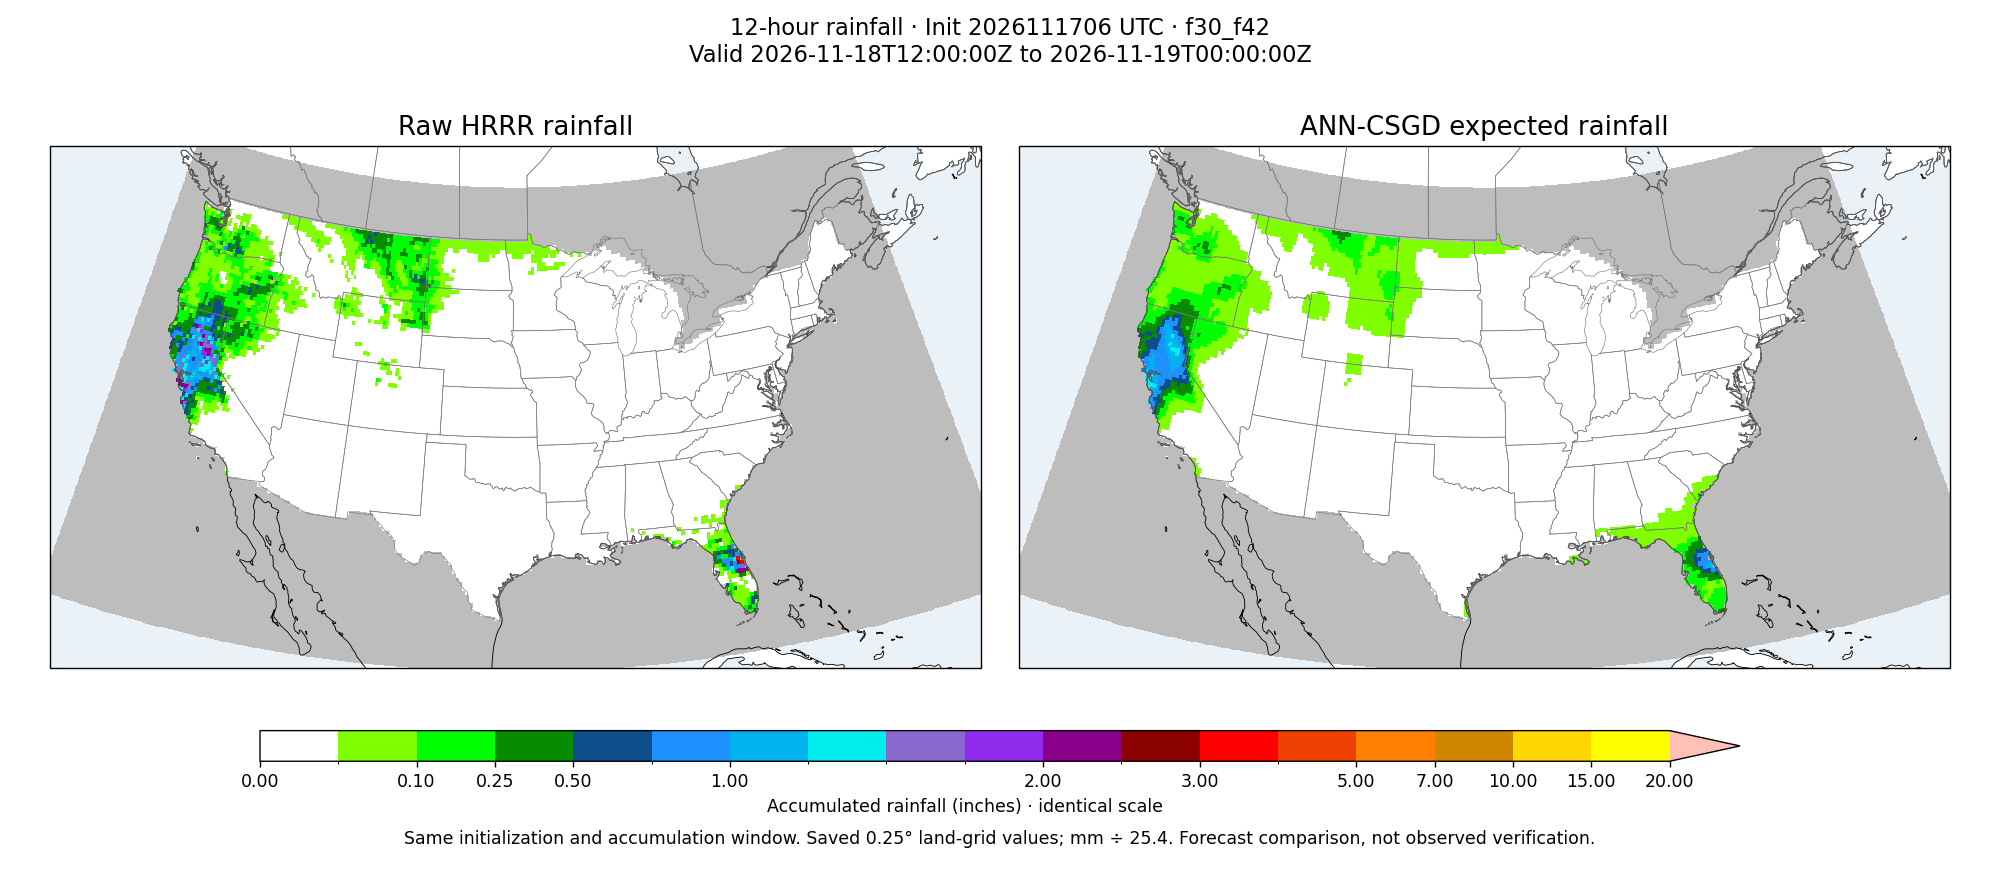 12-hour rainfall · Init 2026111706 UTC · f30_f42
Valid 2026-11-18T12:00:00Z to 2026-11-19T00:00:00Z
Raw HRRR rainfall
ANN-CSGD expected rainfall
0.00 0.10 0.25 0.50 1.00 2.00 3.00 5.00 7.00 10.00 15.00 20.00
Accumulated rainfall (inches) · identical scale
Same initialization and accumulation window. Saved 0.25° land-grid values; mm ÷ 25.4. Forecast comparison, not observed verification.